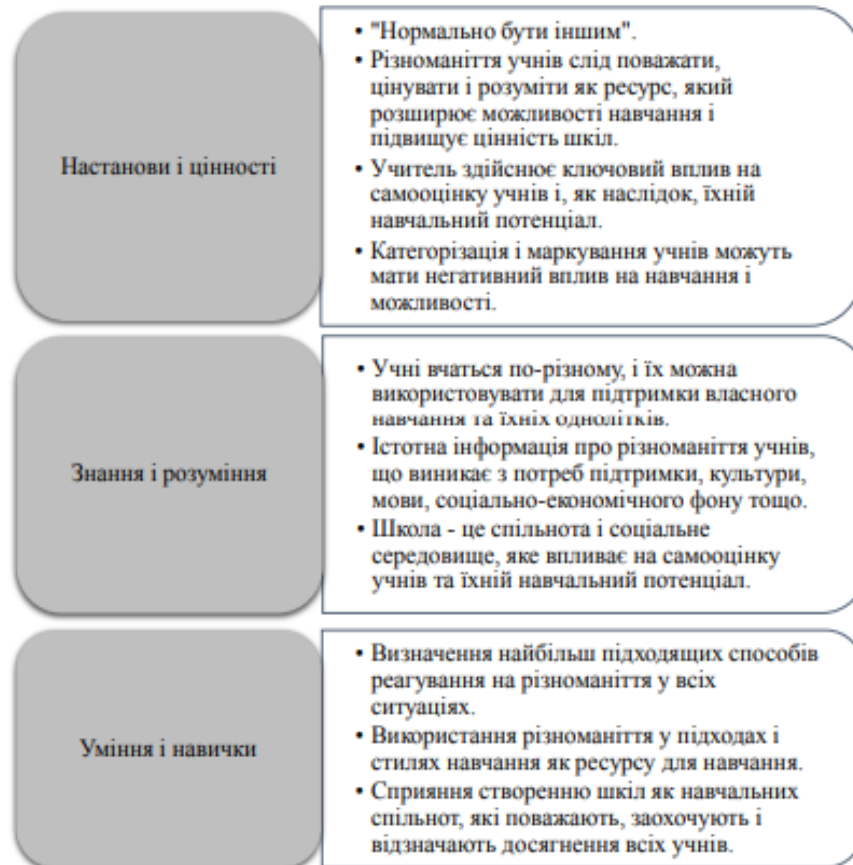 Настанови і цінності
• "Нормально бути іншим".
• Різноманіття учнів слід поважати,
цінувати і розуміти як ресурс, який
розширює можливості навчання і
підвищує цінність шкіл.
• Учитель здійснює ключовий вплив на
самооцінку учнів і, як наслідок, їхній
навчальний потенціал.
• Категорізація і маркування учнів можуть
мати негативний вплив на навчання і
можливості.
Знання і розуміння
• Учні вчаться по-різному, і їх можна
використовувати для підтримки власного
навчання та їхніх однолітків.
• Істотна інформація про різноманіття учнів,
що виникає з потреб підтримки, культури,
мови, соціально-економічного фону тощо.
• Школа - це спільнота і соціальне
середовище, яке впливає на самооцінку
учнів та їхній навчальний потенціал.
Уміння і навички
• Визначення найбільш підходящих способів
реагування на різноманіття у всіх
ситуаціях.
• Використання різноманіття у підходах і
стилях навчання як ресурсу для навчання.
• Сприяння створенню шкіл як навчальних
спільнот, які поважають, заохочують і
відзначають досягнення всіх учнів.